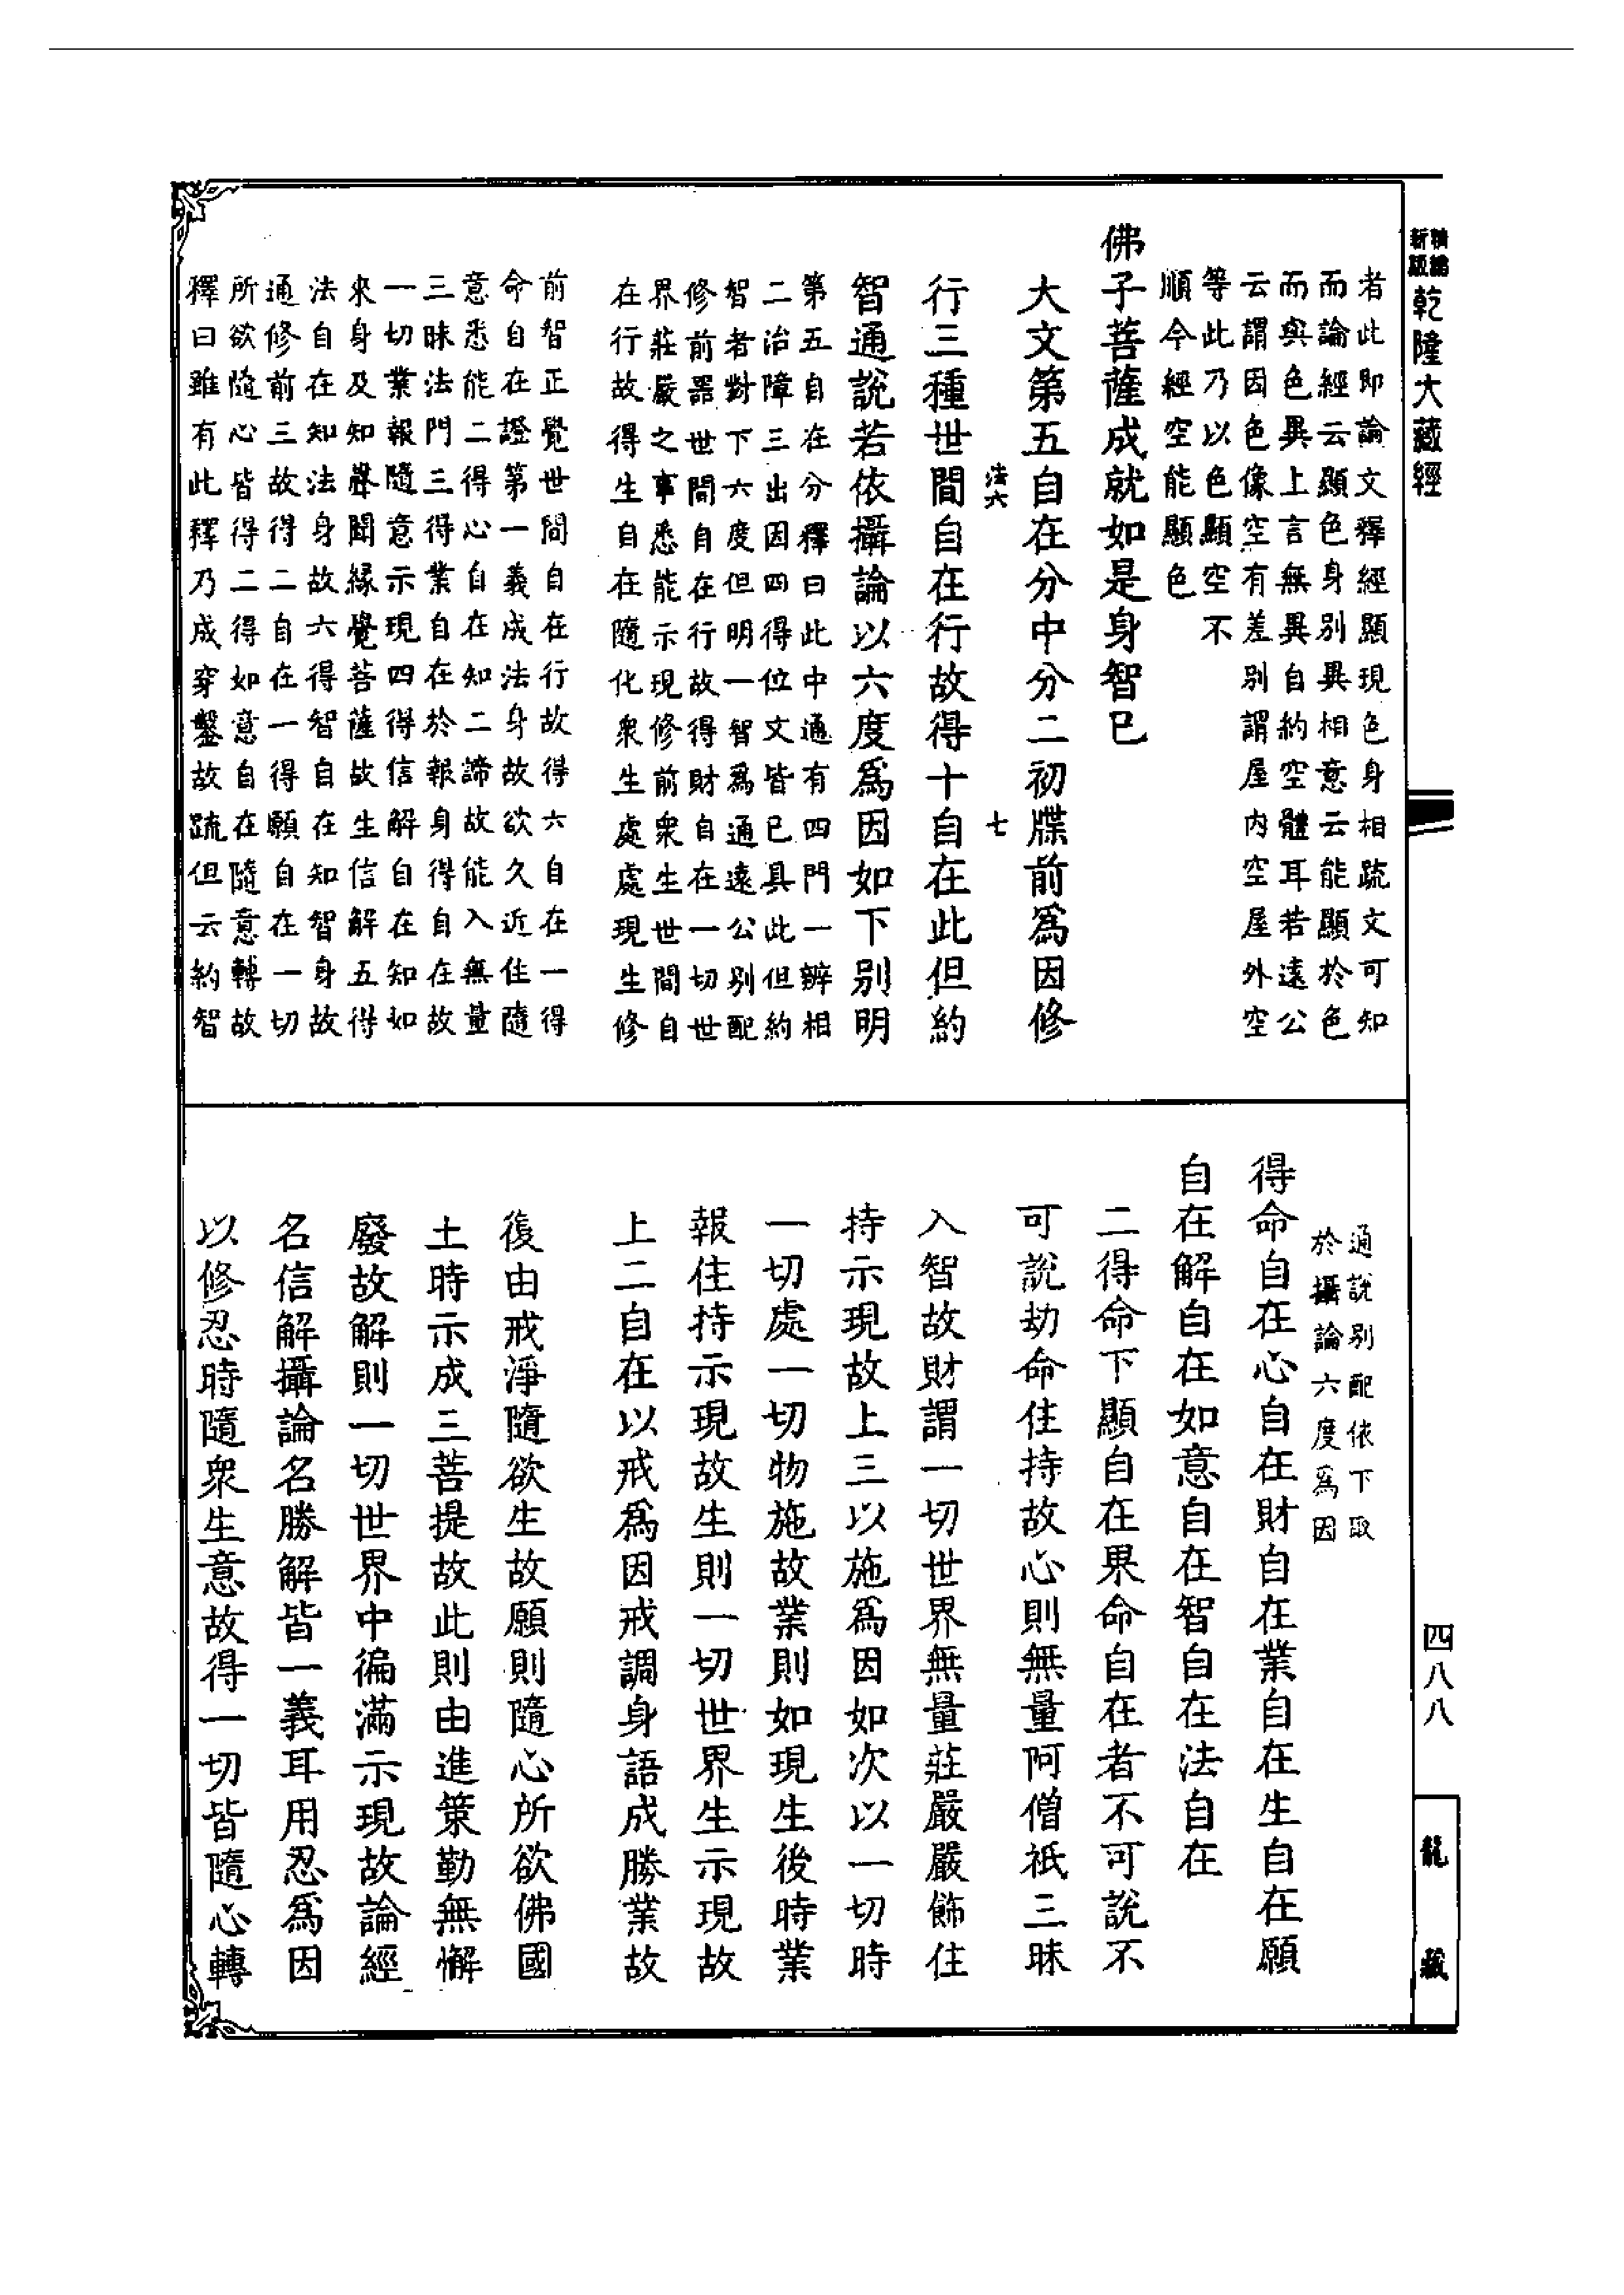 新編
新版
乾隆大藏經
者此即論文釋經顯現色身相疏文可知
而論經云顯色身別異相意云能顯於色
而與色異上言無異自約空體耳若遠公
云謂因色像空有差別謂屋内空屋外空
等此乃以色顯空不
順今經空能顯色
佛子菩薩成就如是身智已
大文第五自在分中分二初牒前爲因修
法六
七
行三種世間自在行故得十自在此但約
智通說若依攝論以六度爲因如下別明
第五自在分釋曰此中通有四門一辨相
二治障三出因四得位文皆已具此但約
智者對下六度但明一智爲通遠公別配
修前器世間自在行故得財自在一切世
界莊嚴之事悉能示現修前衆生世間自
在行故得生自在隨化衆生處處現生修
前智正覺世間自在行故得六自在一得
命自在證第一義成法身故欲久近住隨
意悉能二得心自在知二諦故能入無量
三昧法門三得業自在於報身得自在故
一切業報隨意示現四得信解自在知如
來身及知聲聞緣覺菩薩故生信解五得
法自在知法身故六得智自在知智身故
通修前三故得二自在一得願自在一切
所欲隨心皆得二得如意自在隨意轉故
釋曰雖有此釋乃成穿鑿故疏但云約智
通說別配依下取
於攝論六度爲因
得命自在心自在財自在業自在生自在願
自在解自在如意自在智自在法自在
二得命下顯自在果命自在者不可說不
可說劫命住持故心則無量阿僧祇三昧
入智故財謂一切世界無量莊嚴嚴飾住
持示現故上三以施爲因如次以一切時
一切處一切物施故業則如現生後時業
報住持示現故生則一切世界生示現故
上二自在以戒爲因戒調身語成勝業故
復由戒淨隨欲生故願則隨心所欲佛國
土時示成三菩提故此則由進策勤無懈
廢故解則一切世界中徧滿示現故論經
名信解攝論名勝解皆一義耳用忍爲因
以修忍時隨衆生意故得一切皆隨心轉
四八八
龍藏